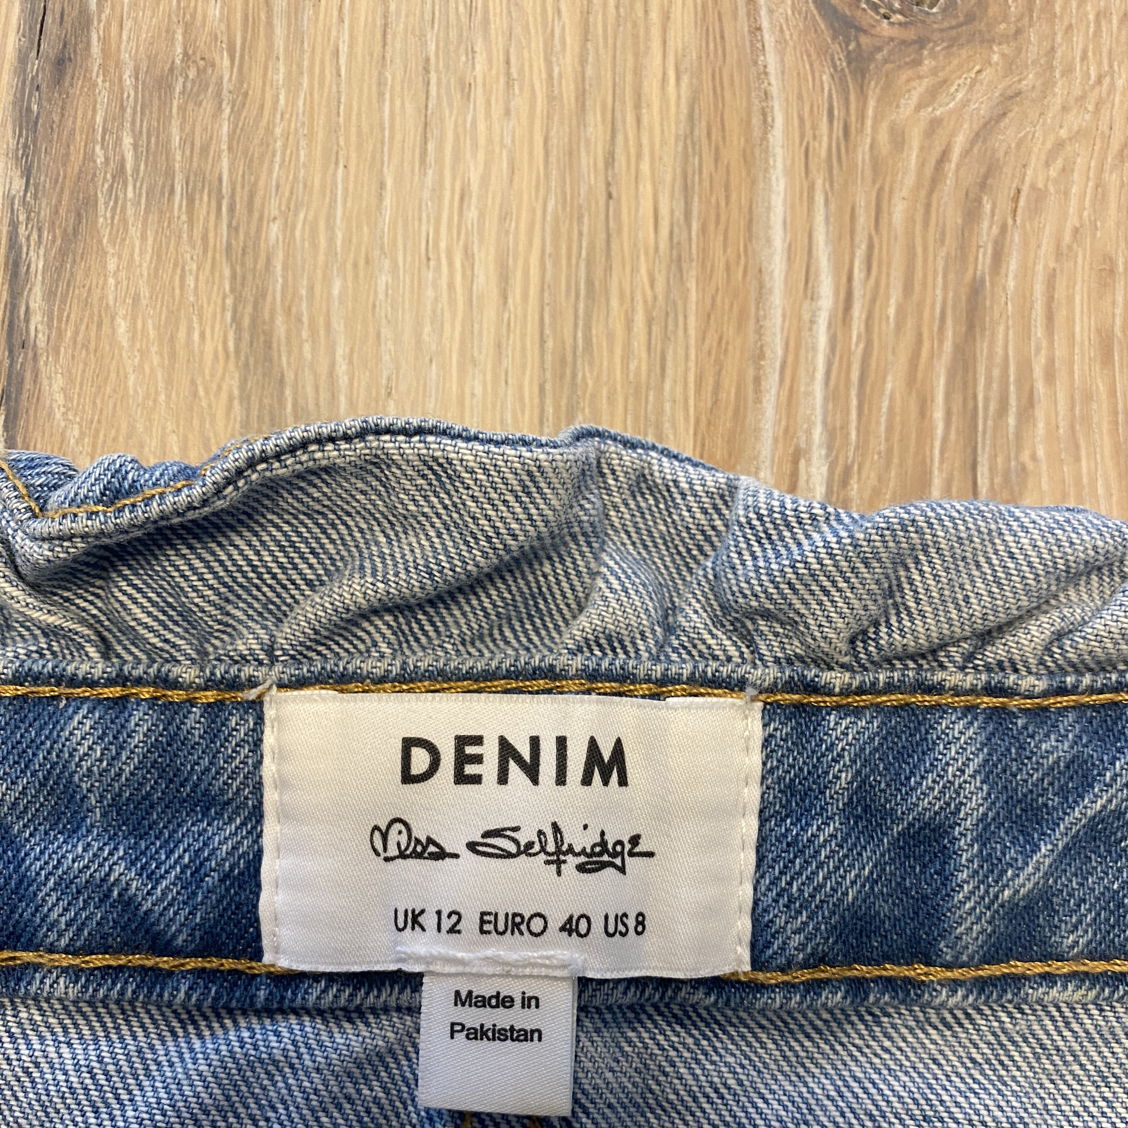 DENIM
Miss Selfridge
UK 12 EURO 40 US 8
Made in
Pakistan